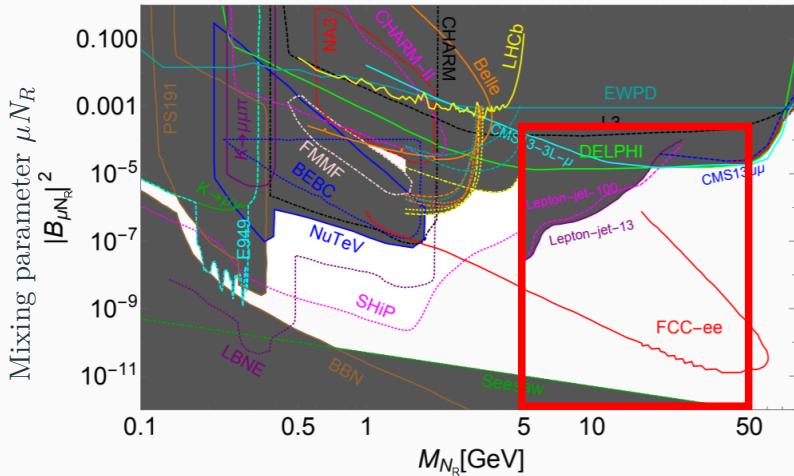 Mixing parameter μN_R
|B_μN_R|^2
0.100
0.001
10^-5
10^-7
10^-9
10^-11
0.1
0.5
1
5
10
50
M_N_R[GeV]
PS191
K→μμπ
NA3
CHARM-II
CHARM
Belle
LHCb
EWPD
L3
CMS13-3L-μ
DELPHI
CMS13μμ
FMMF
BEBC
Lepton-jet-100
Lepton-jet-13
E949
NuTeV
SHiP
FCC-ee
LBNE
BBN
Seesaw